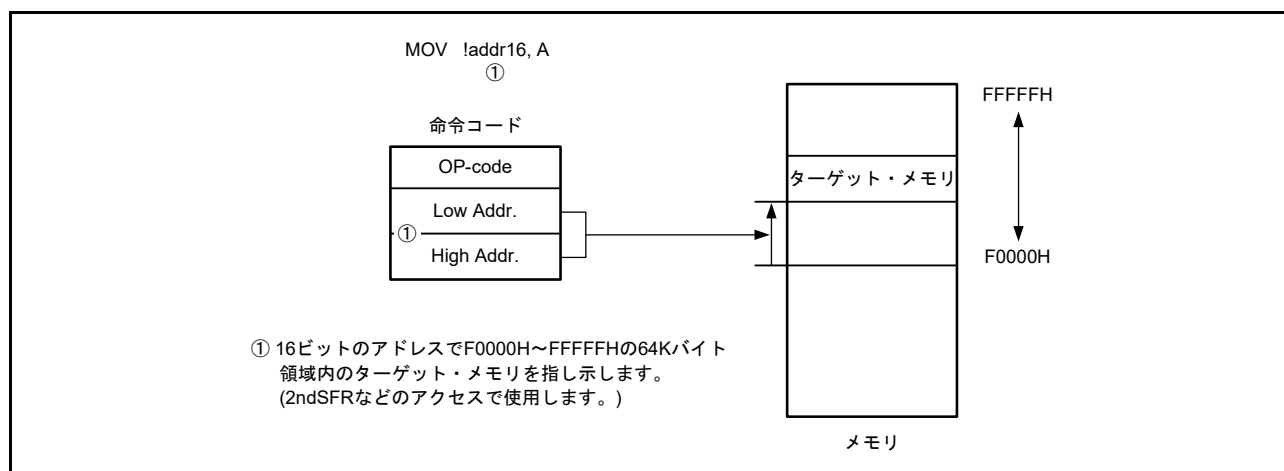 MOV !addr16, A
①
命令コード
OP-code
Low Addr.
①
High Addr.
FFFFFH
ターゲット・メモリ
F0000H
メモリ
① 16ビットのアドレスでF0000H～FFFFFHの64Kバイト
領域内のターゲット・メモリを指し示します。
(2ndSFRなどのアクセスで使用します。)